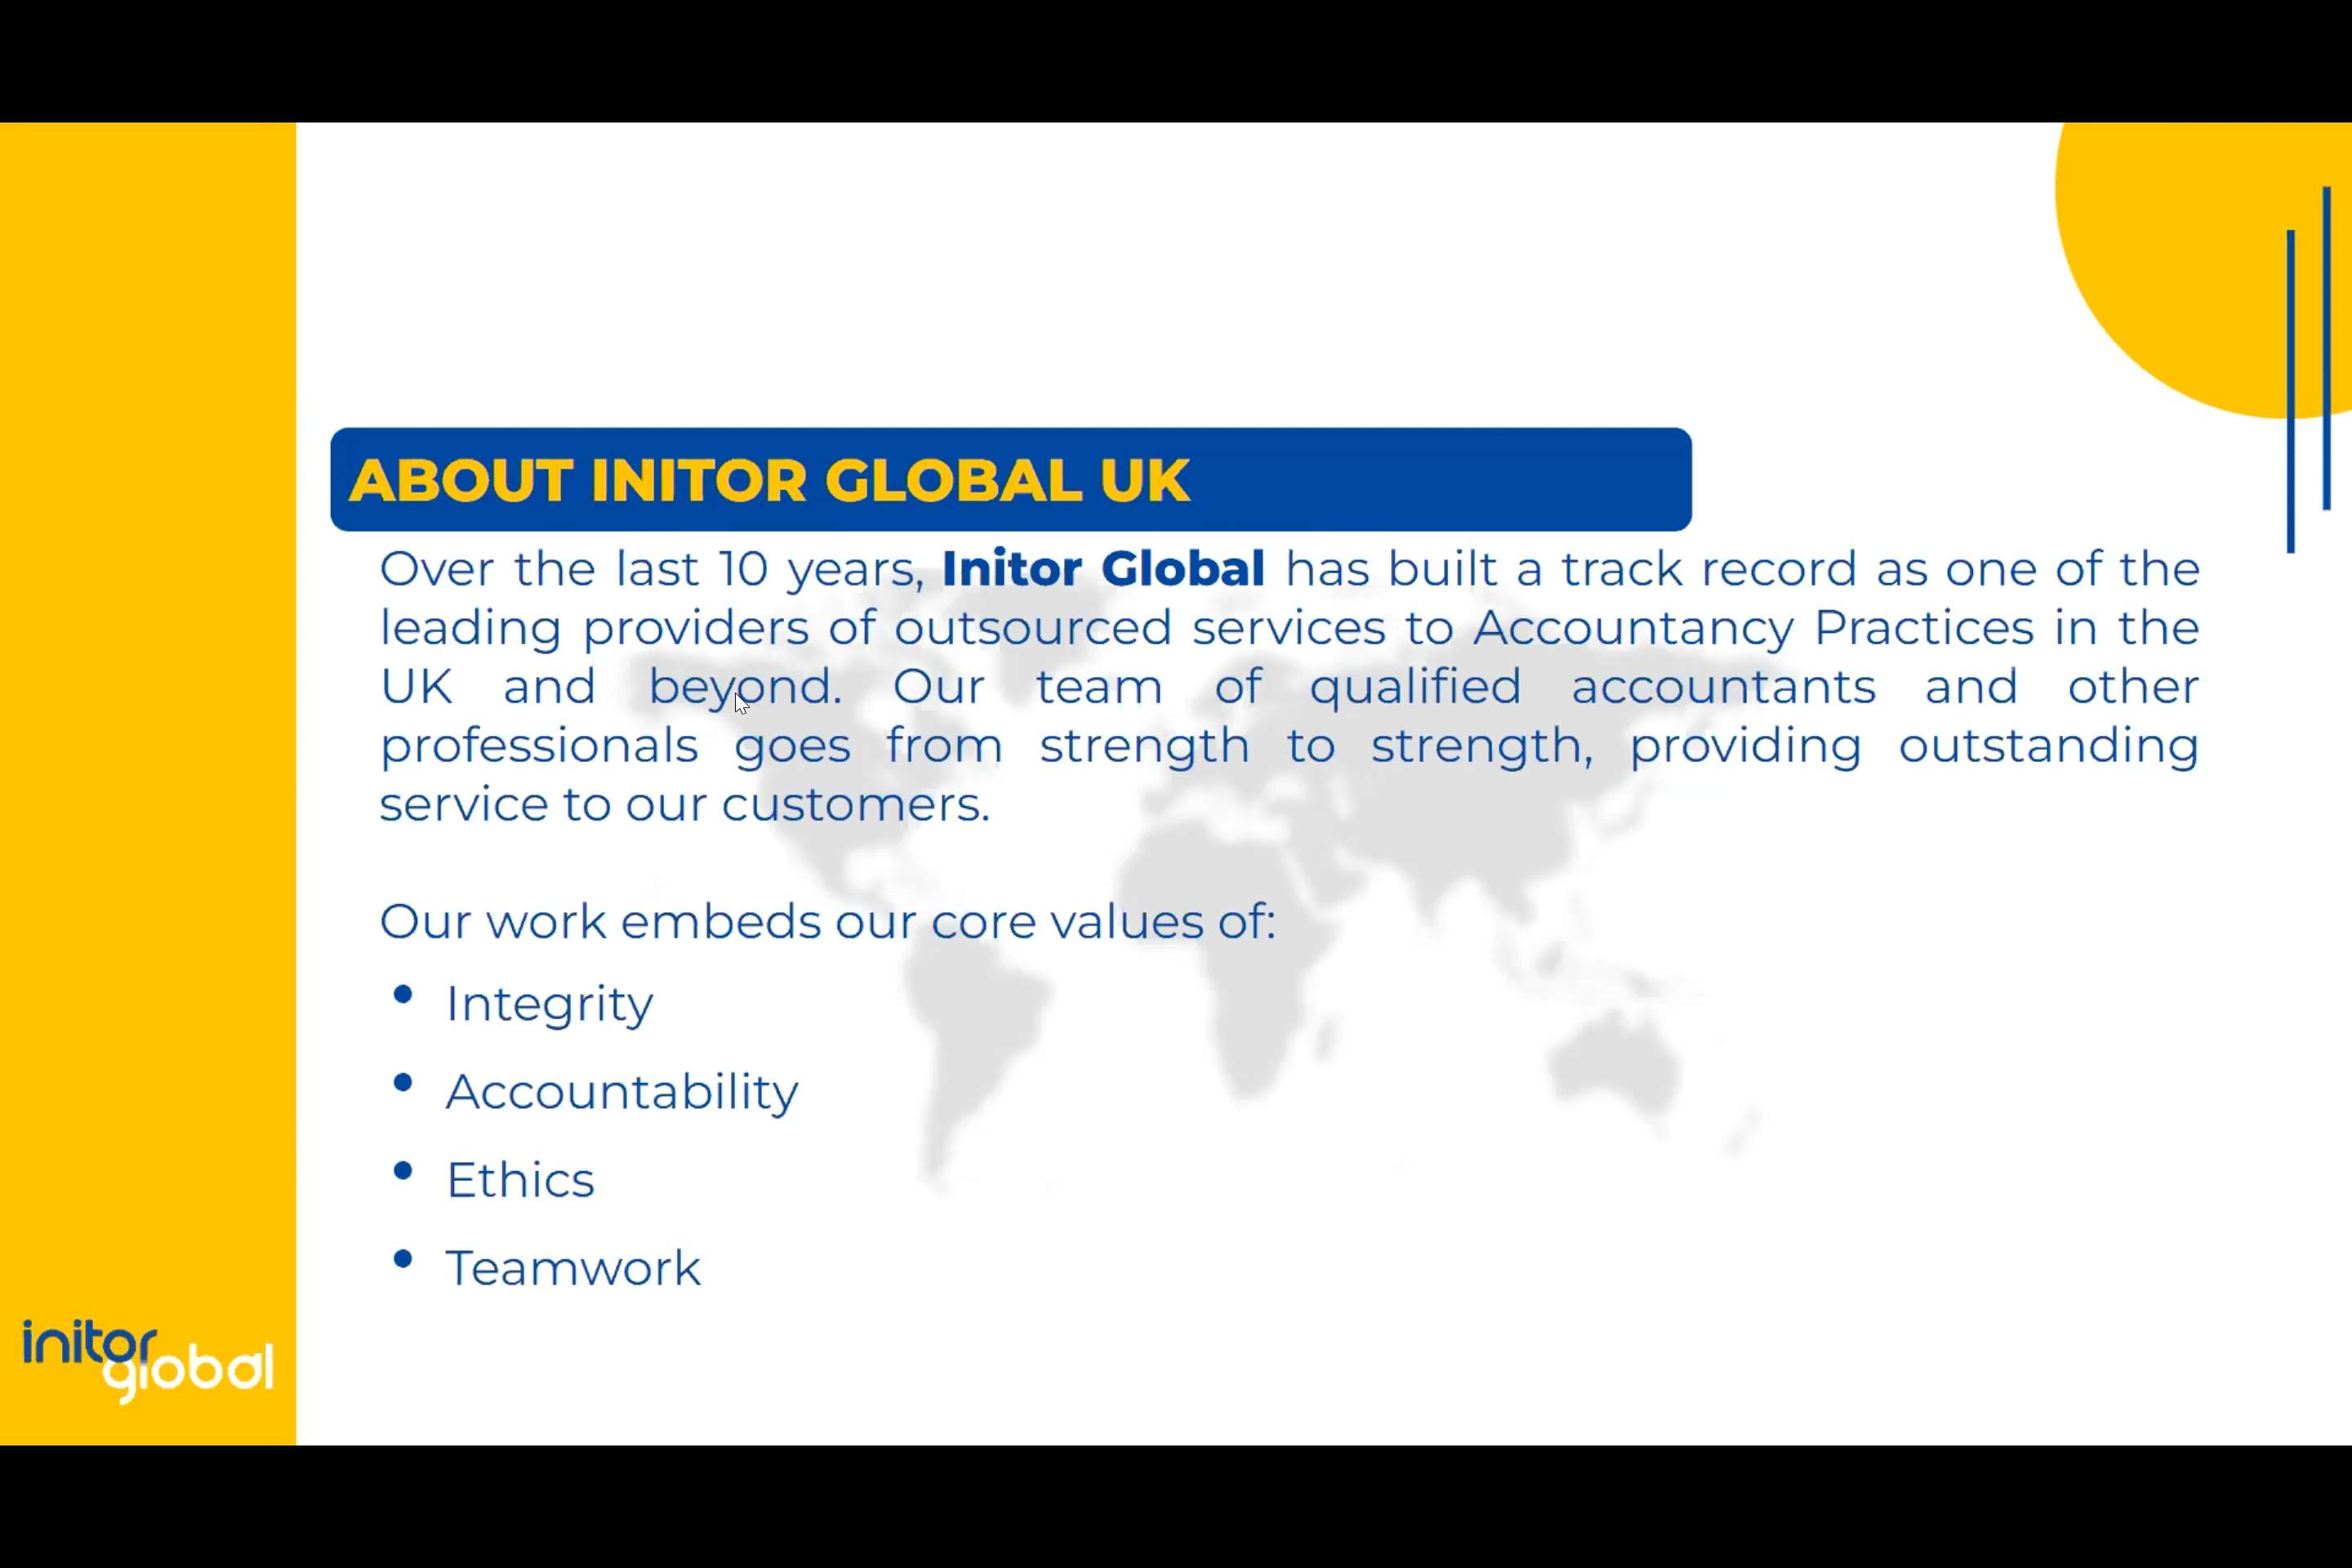 ABOUT INITOR GLOBAL UK
Over the last 10 years, Initor Global has built a track record as one of the
leading providers of outsourced services to Accountancy Practices in the
UK and beyond. Our team of qualified accountants and other
professionals goes from strength to strength, providing outstanding
service to our customers.
Our work embeds our core values of:
• Integrity
• Accountability
• Ethics
• Teamwork
initor
global